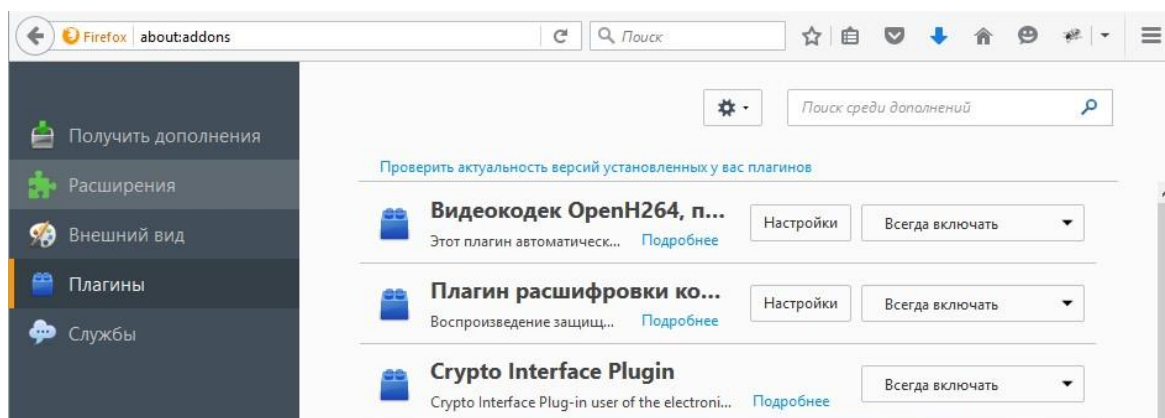 Firefox about:addons Поиск
Получить дополнения
Расширения
Внешний вид
Плагины
Службы
Поиск среди дополнений
Проверить актуальность версий установленных у вас плагинов
Видеокодек OpenH264, п...
Этот плагин автоматическ... Подробнее
Настройки
Всегда включать
Плагин расшифровки ко...
Воспроизведение защищ... Подробнее
Настройки
Всегда включать
Crypto Interface Plugin
Crypto Interface Plug-in user of the electroni... Подробнее
Всегда включать